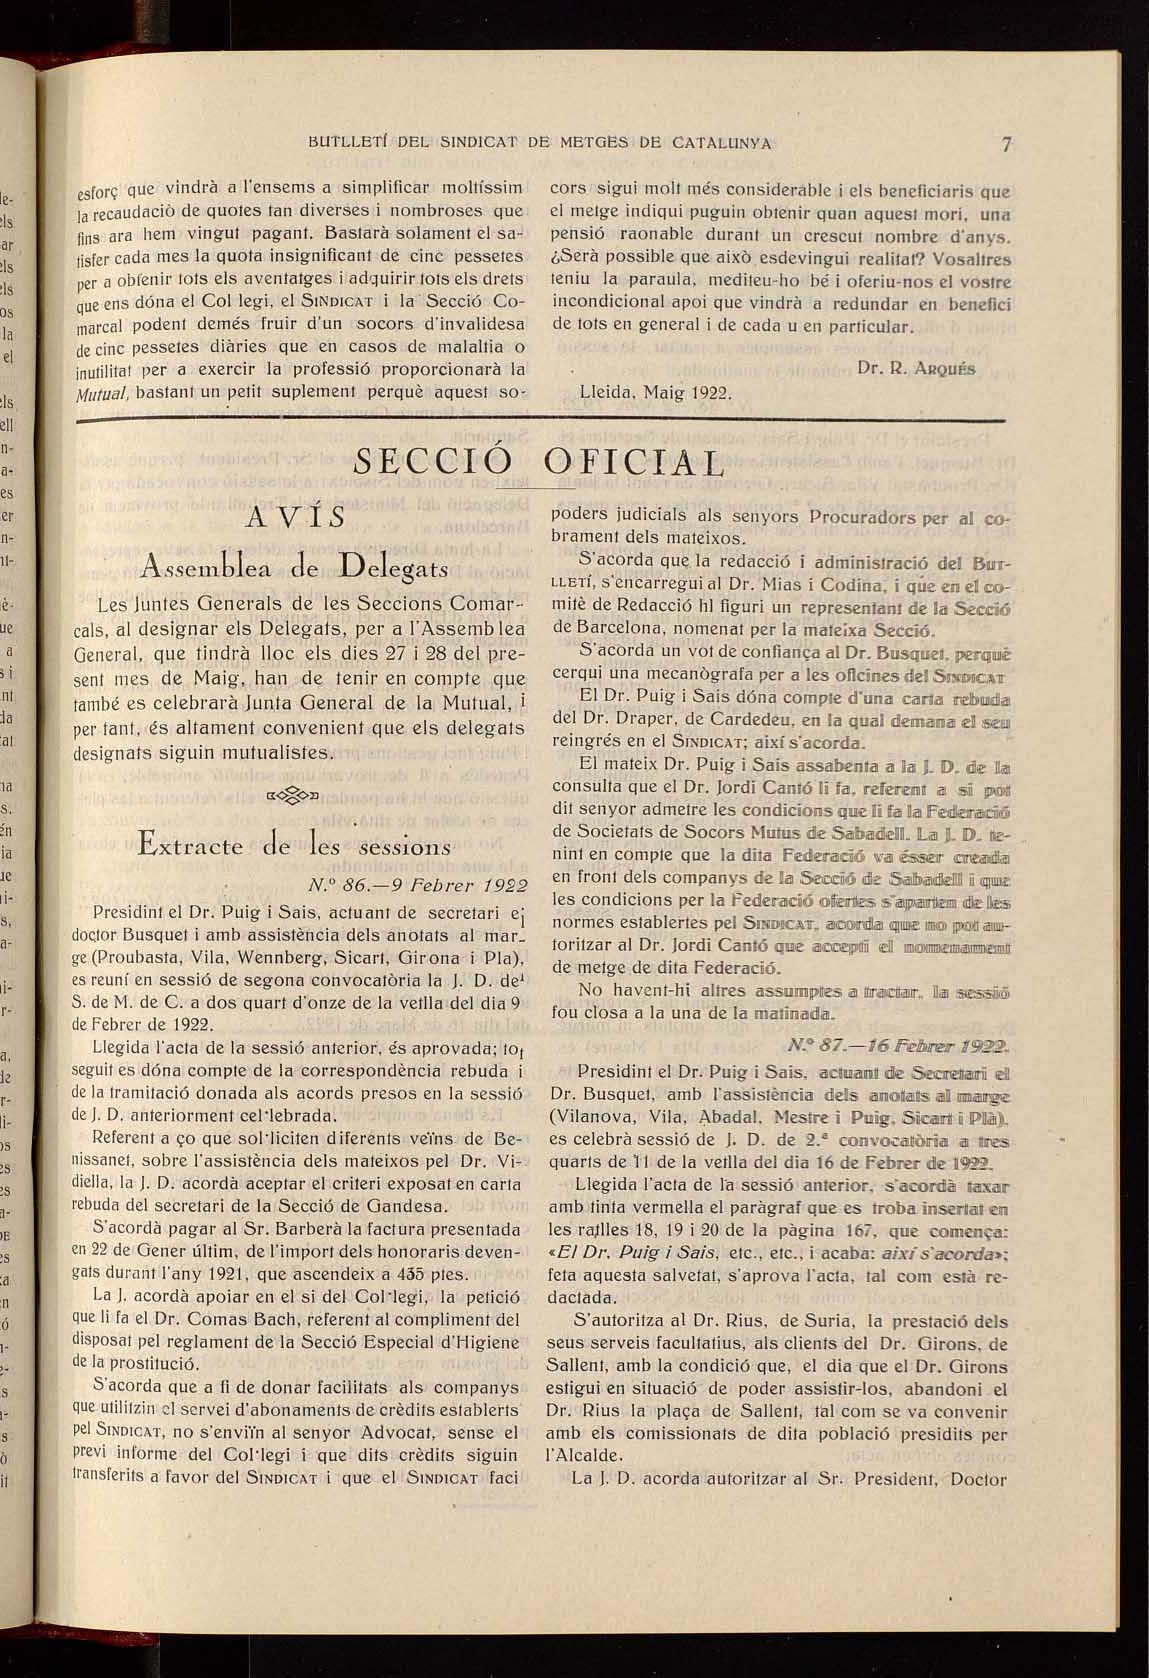 BUTLLETÍ DEL SINDICAT DE METGES DE CATALUNYA 7
esforç que vindrà a l'ensems a simplificar moltíssim
la recaudaciò de quotes tan diverses i nombroses que
fins ara hem vingut pagant. Bastarà solament el sa-
tisfer cada mes la quota insignificant de cinc pessetes
per a obtenir tots els aventatges i adquirir tots els drets
que ens dóna el Col legi, el SINDICAT i la Secció Co-
marcal podent demés fruir d'un socors d'invalidesa
de cinc pessetes diàries que en casos de malaltia o
inutilitat per a exercir la professió proporcionarà la
Mutual, bastant un petit suplement perquè aquest so-
cors sigui molt més considerable i els beneficiaris que
el metge indiqui puguin obtenir quan aquest mori, una
pensió raonable durant un crescut nombre d'anys.
¿Serà possible que això esdevingui realitat? Vosaltres
teniu la paraula, mediteu-ho bé i oferiu-nos el vostre
incondicional apoi que vindrà a redundar en benefici
de tots en general i de cada u en particular.
Dr. R. ARQUÉS
Lleida, Maig 1922.
SECCIÓ OFICIAL
AVÍS
Assemblea de Delegats
Les Juntes Generals de les Seccions Comar-
cals, al designar els Delegats, per a l'Assemblea
General, que tindrà lloc els dies 27 i 28 del pre-
sent mes de Maig, han de tenir en compte que
també es celebrarà Junta General de la Mutual, i
per tant, és altament convenient que els delegats
designats siguin mutualistes.
Extracte de les sessions
N.º 86.—9 Febrer 1922
Presidint el Dr. Puig i Sais, actuant de secretari el
doctor Busquet i amb assistència dels anotats al mar-
ge (Proubasta, Vila, Wennberg, Sicart, Girona i Pla),
es reuní en sessió de segona convocatòria la J. D. del
S. de M. de C. a dos quart d'onze de la vetlla del dia 9
de Febrer de 1922.
Llegida l'acta de la sessió anterior, és aprovada; tot
seguit es dóna compte de la correspondència rebuda i
de la tramitació donada als acords presos en la sessió
de J. D. anteriorment cel·lebrada.
Referent a ço que sol·liciten diferents veïns de Be-
nissanet, sobre l'assistència dels mateixos pel Dr. Vi-
diella, la J. D. acordà aceptar el criteri exposat en carta
rebuda del secretari de la Secció de Gandesa.
S'acordà pagar al Sr. Barberà la factura presentada
en 22 de Gener últim, de l'import dels honoraris deven-
gats durant l'any 1921, que ascendeix a 435 ptes.
La J. acordà apoiar en el si del Col·legi, la petició
que li fa el Dr. Comas Bach, referent al compliment del
disposat pel reglament de la Secció Especial d'Higiene
de la prostitució.
S'acorda que a fi de donar facilitats als companys
que utilitzin el servei d'abonaments de crèdits establerts
pel SINDICAT, no s'enviïn al senyor Advocat, sense el
previ informe del Col·legi i que dits crèdits siguin
transferits a favor del SINDICAT i que el SINDICAT faci
poders judicials als senyors Procuradors per al co-
brament dels mateixos.
S'acorda que la redacció i administració del BUT-
LLETÍ, s'encarregui al Dr. Mias i Codina, i que en el co-
mitè de Redacció hi figuri un representant de la Secció
de Barcelona, nomenat per la mateixa Secció.
S'acorda un vot de confiança al Dr. Busquet, perquè
cerqui una mecanògrafa per a les oficines del SINDICAT
El Dr. Puig i Sais dóna compte d'una carta rebuda
del Dr. Draper, de Cardedeu, en la qual demana el seu
reingrés en el SINDICAT; així s'acorda.
El mateix Dr. Puig i Sais assabenta a la J. D. de la
consulta que el Dr. Jordi Cantó li fa, referent a si pot
dit senyor admetre les condicions que li fa la Federació
de Societats de Socors Mutus de Sabadell. La J. D. te-
nint en compte que la dita Federació va ésser creada
en front dels companys de la Secció de Sabadell i que
les condicions per la Federació ofertes s'aparten de les
normes establertes pel SINDICAT, acorda que no pot au-
toritzar al Dr. Jordi Cantó que accepti el nomenament
de metge de dita Federació.
No havent-hi altres assumptes a tractar, la sessió
fou closa a la una de la matinada.
N.º 87.—16 Febrer 1922.
Presidint el Dr. Puig i Sais, actuant de Secretari el
Dr. Busquet, amb l'assistència dels anotats al marge
(Vilanova, Vila, Abadal, Mestre i Puig, Sicart i Plà),
es celebrà sessió de J. D. de 2.ª convocatòria a tres
quarts de 11 de la vetlla del dia 16 de Febrer de 1922.
Llegida l'acta de la sessió anterior, s'acordà taxar
amb tinta vermella el paràgraf que es troba insertat en
les ratlles 18, 19 i 20 de la pàgina 167, que comença:
«El Dr. Puig i Sais, etc., etc., i acaba: així s'acorda»;
feta aquesta salvetat, s'aprova l'acta, tal com està re-
dactada.
S'autoritza al Dr. Rius, de Suria, la prestació dels
seus serveis facultatius, als clients del Dr. Girons, de
Sallent, amb la condició que, el dia que el Dr. Girons
estigui en situació de poder assistir-los, abandoni el
Dr. Rius la plaça de Sallent, tal com se va convenir
amb els comissionats de dita població presidits per
l'Alcalde.
La J. D. acorda autoritzar al Sr. President, Doctor